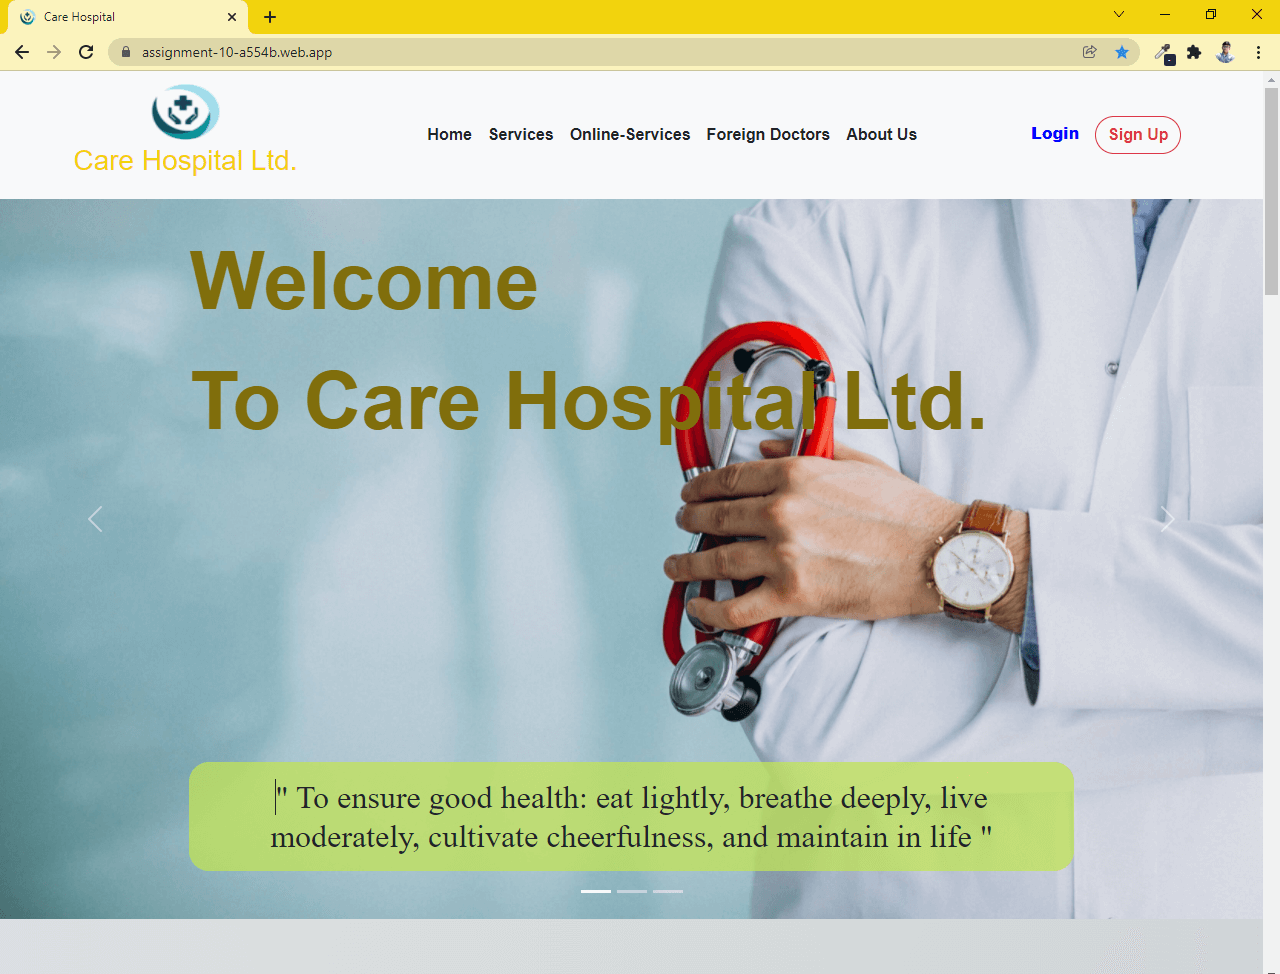 Care Hospital
assignment-10-a554b.web.app
Care Hospital Ltd.
Home Services Online-Services Foreign Doctors About Us
Login Sign Up
Welcome
To Care Hospital Ltd.
" To ensure good health: eat lightly, breathe deeply, live
moderately, cultivate cheerfulness, and maintain in life "